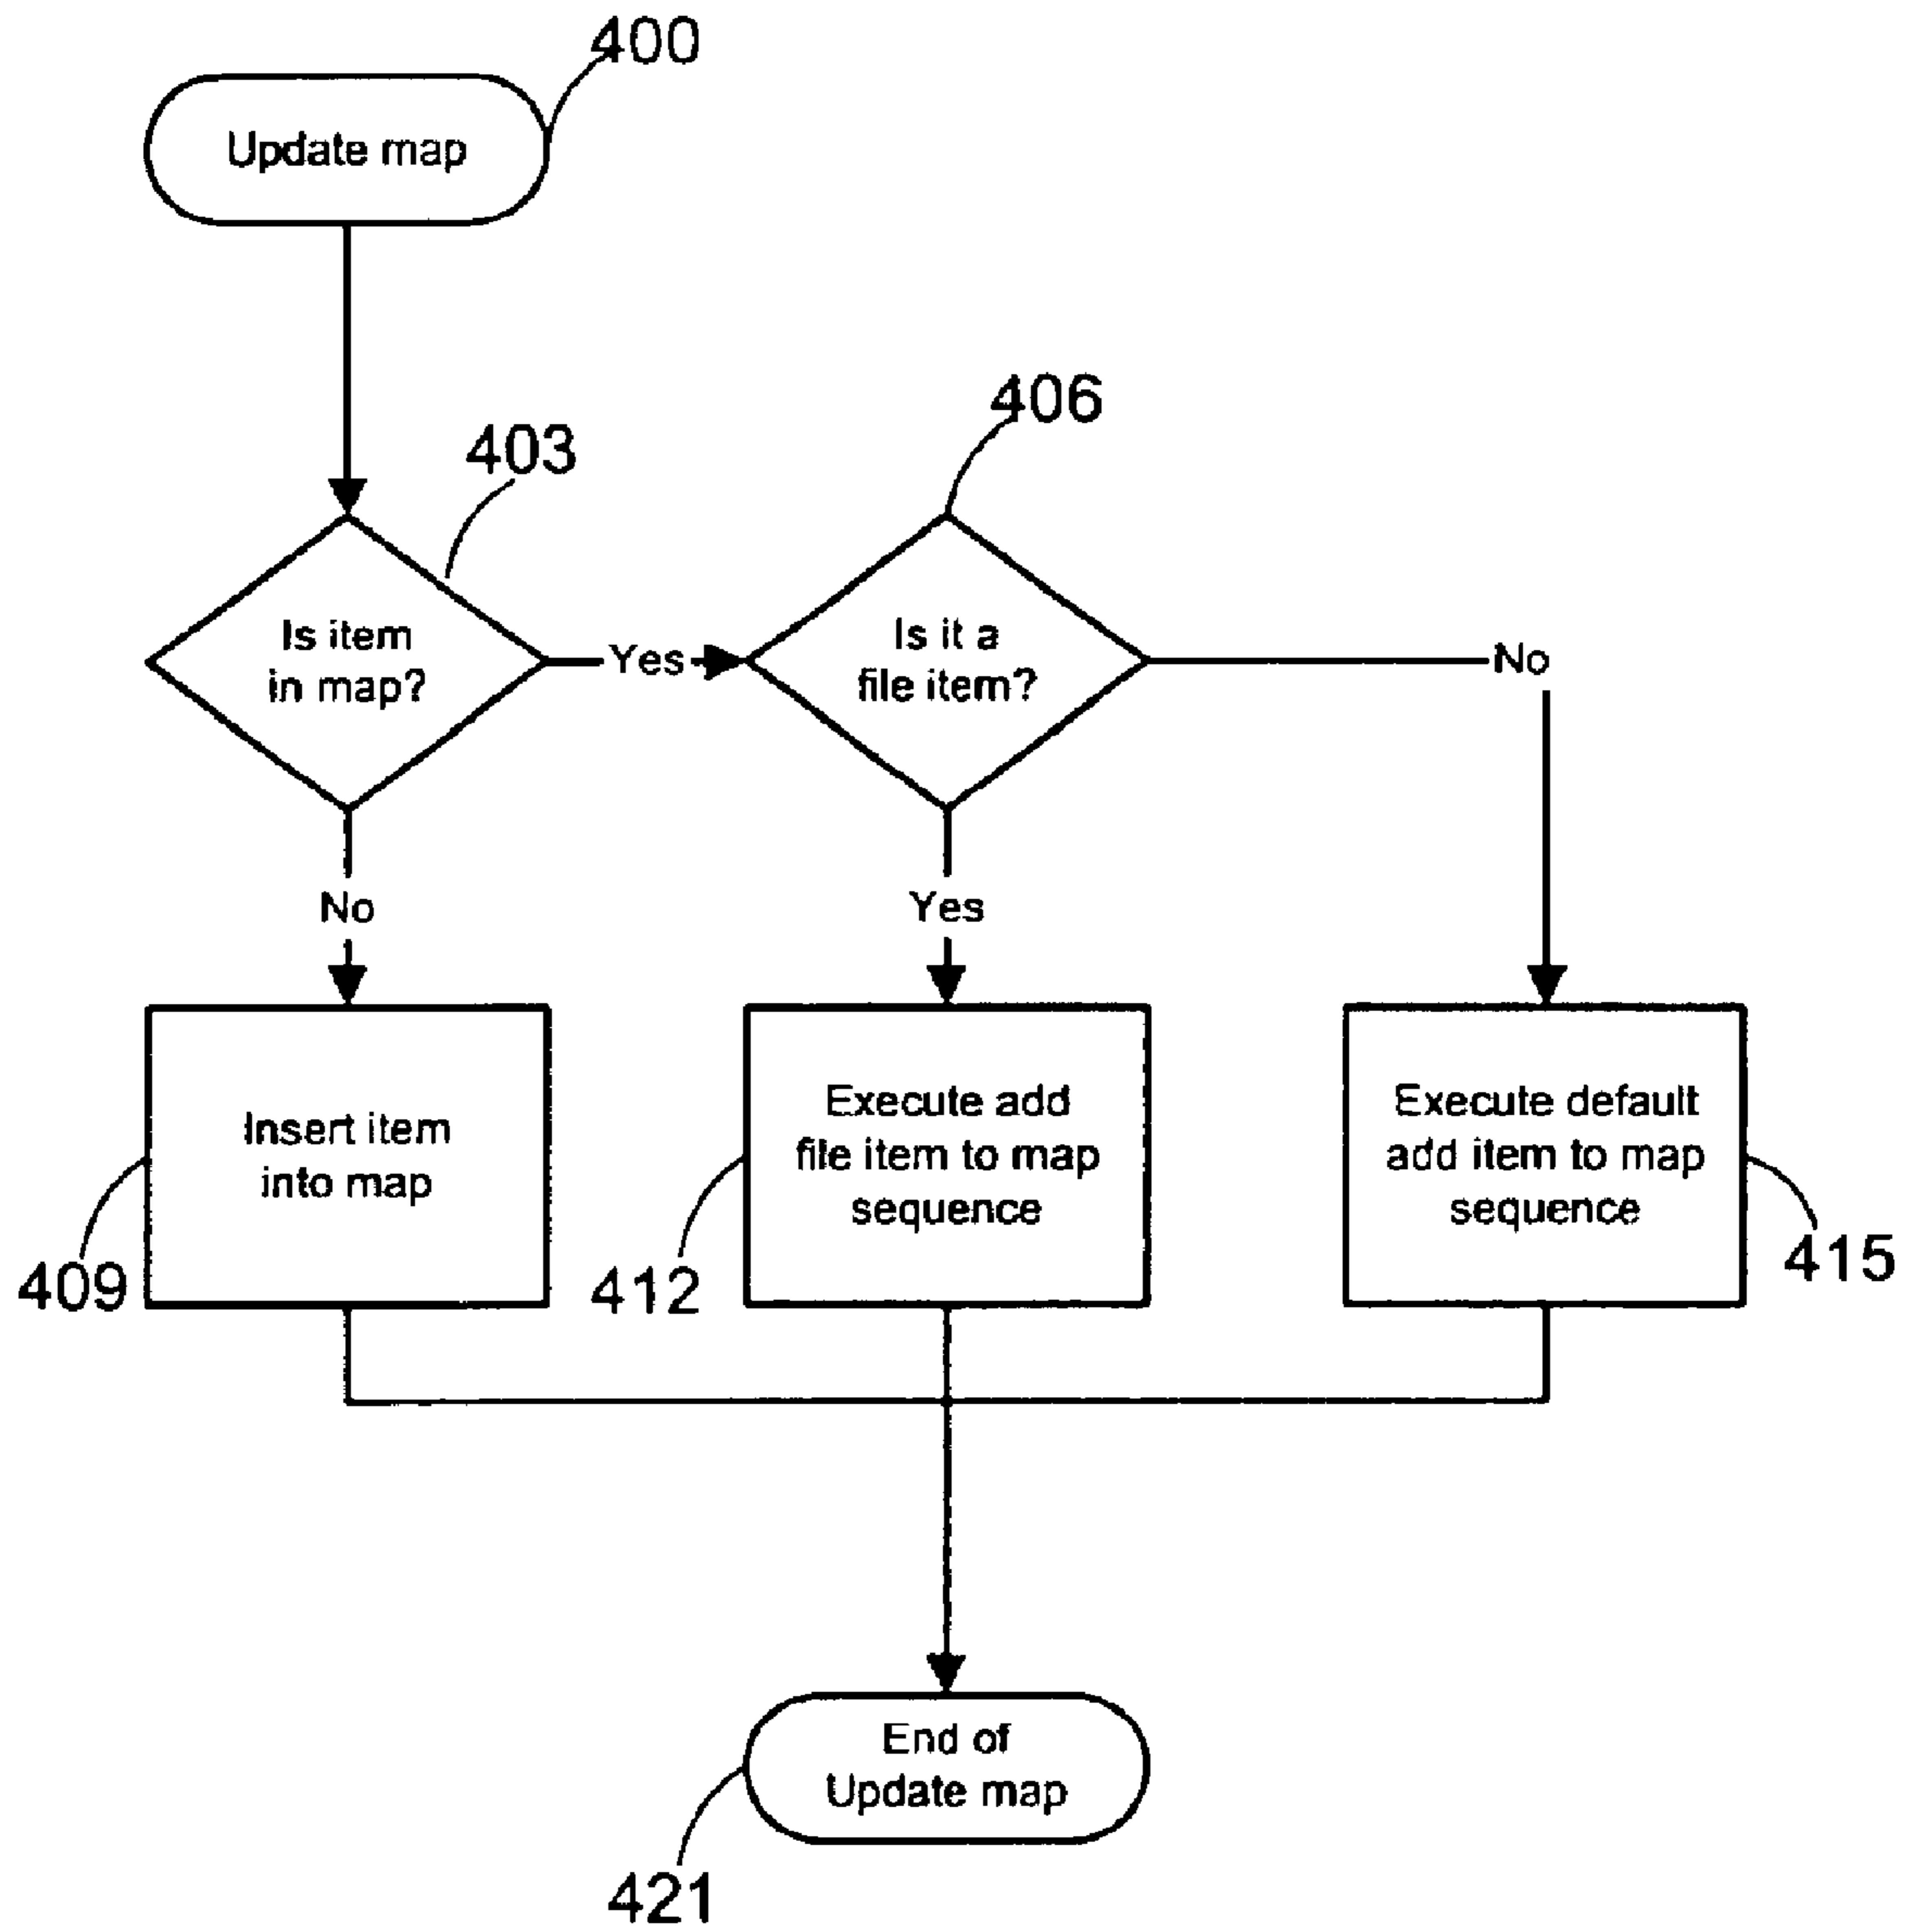 400
Update map
403
406
Is item
in map?
Yes
Is it a
file item?
No
No
Yes
Insert item
into map
Execute add
file item to map
sequence
Execute default
add item to map
sequence
409
412
415
End of
Update map
421